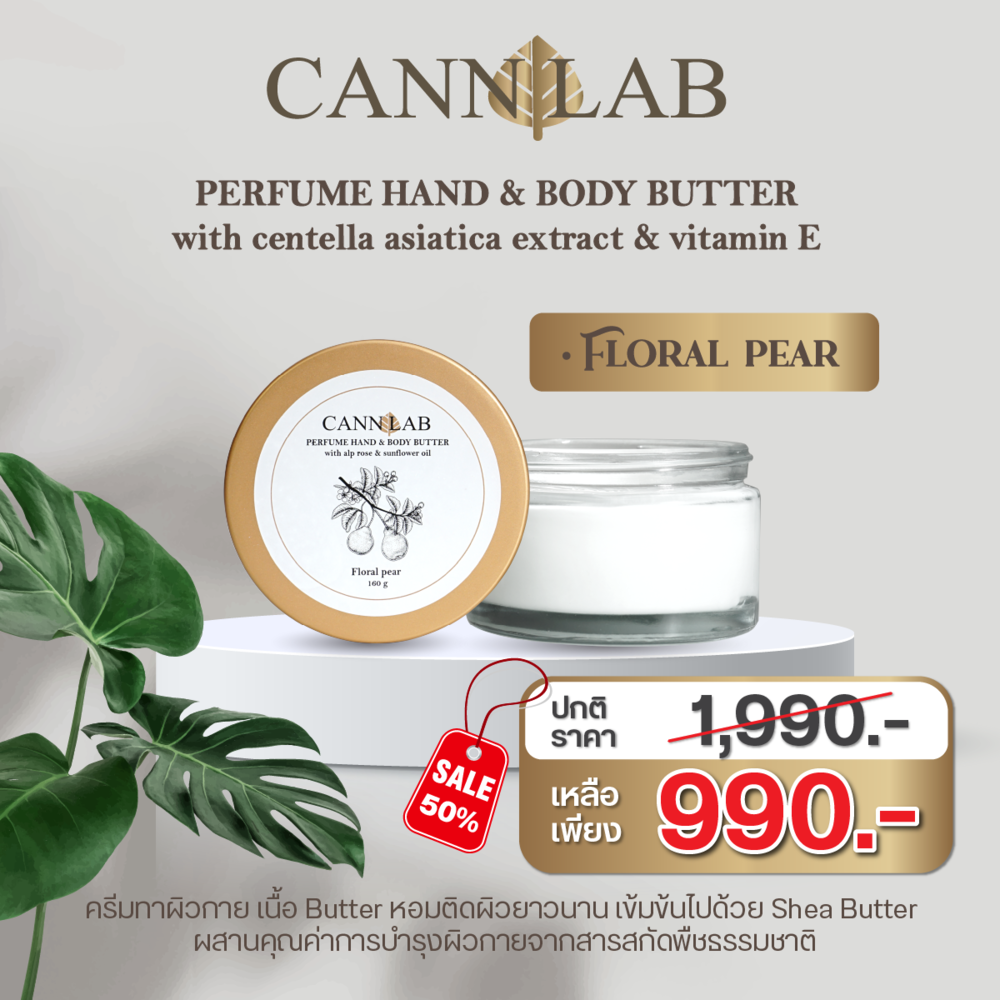 CANN LAB
PERFUME HAND & BODY BUTTER
with centella asiatica extract & vitamin E
• FLORAL PEAR
CANN LAB
PERFUME HAND & BODY BUTTER
with alp rose & sunflower oil
Floral pear
160 g
ปกติ
ราคา
1,990.-
SALE
50%
เหลือ
เพียง
990.-
ครีมทาผิวกาย เนื้อ Butter หอมติดผิวยาวนาน เข้มข้นไปด้วย Shea Butter
ผสานคุณค่าการบำรุงผิวกายจากสารสกัดพืชธรรมชาติ